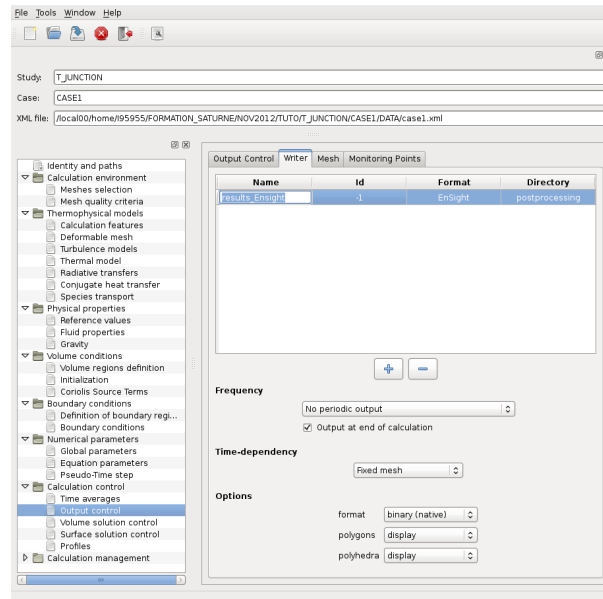 File Tools Window Help
Study: T_JUNCTION
Case: CASE1
XML file: /local00/home/I95955/FORMATION_SATURNE/NOV2012/TUTO/T_JUNCTION/CASE1/DATA/case1.xml
Identity and paths
Calculation environment
Meshes selection
Mesh quality criteria
Thermophysical models
Calculation features
Deformable mesh
Turbulence models
Thermal model
Radiative transfers
Conjugate heat transfer
Species transport
Physical properties
Reference values
Fluid properties
Gravity
Volume conditions
Volume regions definition
Initialization
Coriolis Source Terms
Boundary conditions
Definition of boundary regi...
Boundary conditions
Numerical parameters
Global parameters
Equation parameters
Pseudo-Time step
Calculation control
Time averages
Output control
Volume solution control
Surface solution control
Profiles
Calculation management
Output Control Writer Mesh Monitoring Points
Name Id Format Directory
results_Ensight -1 EnSight postprocessing
Frequency
No periodic output
Output at end of calculation
Time-dependency
Fixed mesh
Options
format binary (native)
polygons display
polyhedra display